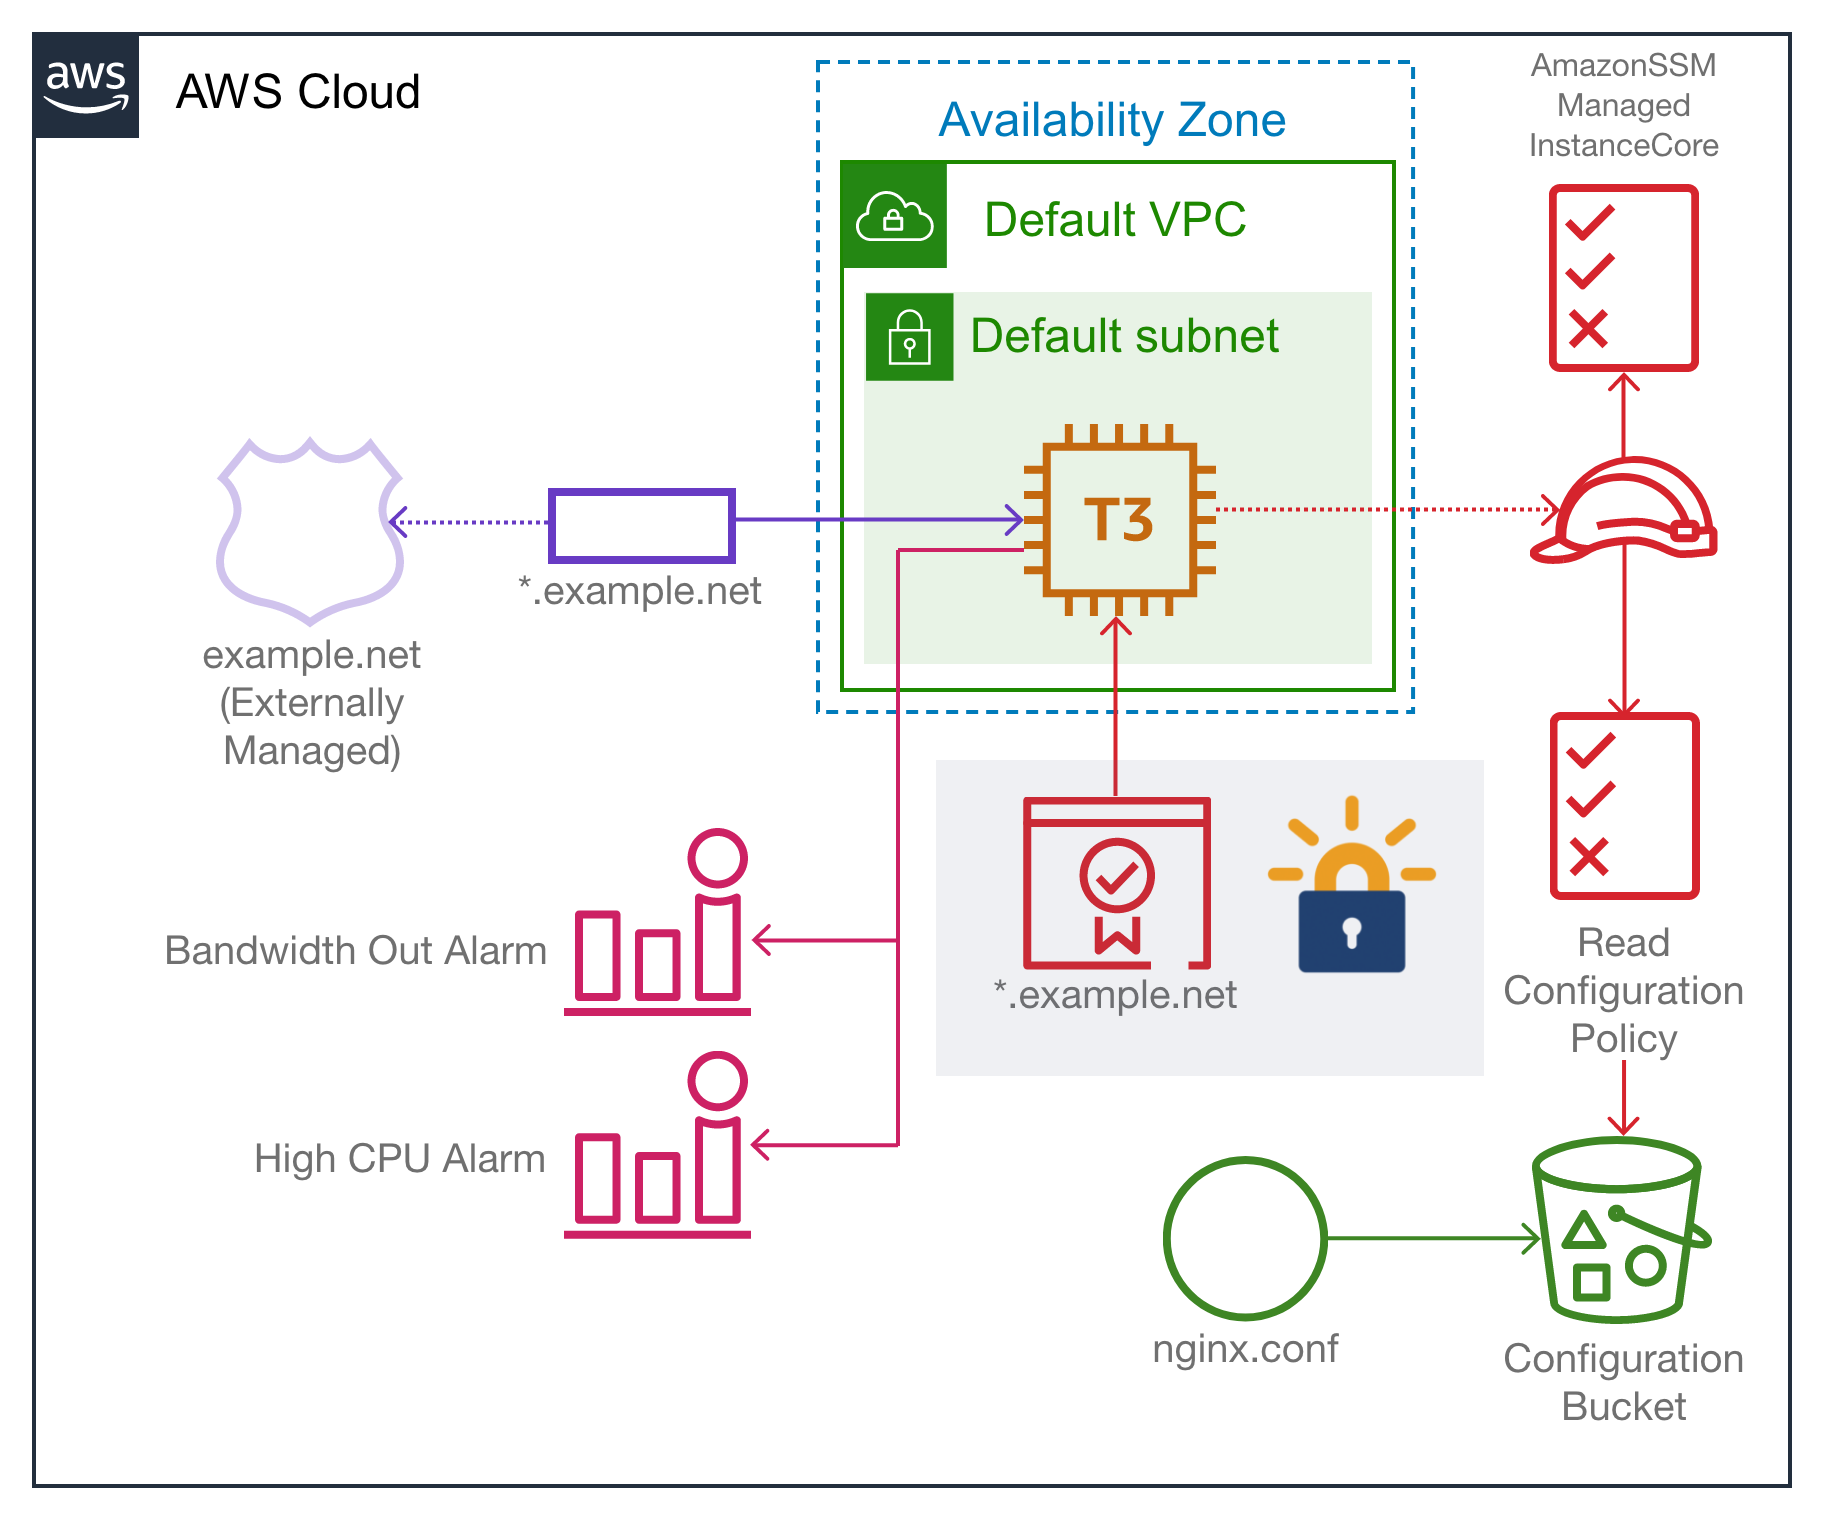 aws
AWS Cloud
Availability Zone
Default VPC
Default subnet
T3
AmazonSSM
Managed
InstanceCore
*.example.net
example.net
(Externally
Managed)
Bandwidth Out Alarm
High CPU Alarm
*.example.net
Read
Configuration
Policy
nginx.conf
Configuration
Bucket